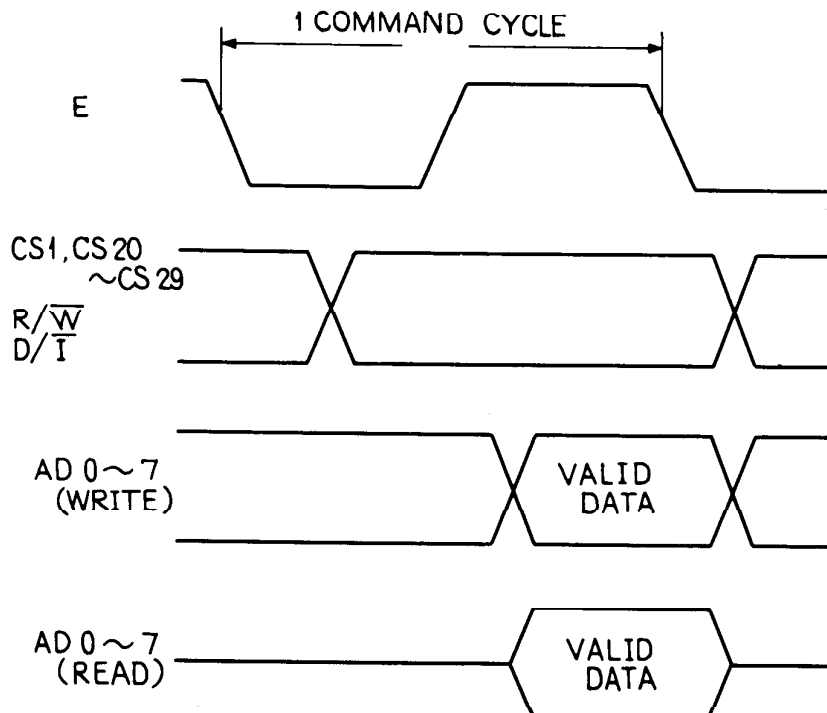 1 COMMAND CYCLE
E
CS1, CS20
~CS29
R/W̅
D/I̅
AD 0~7
(WRITE)
VALID
DATA
AD 0~7
(READ)
VALID
DATA